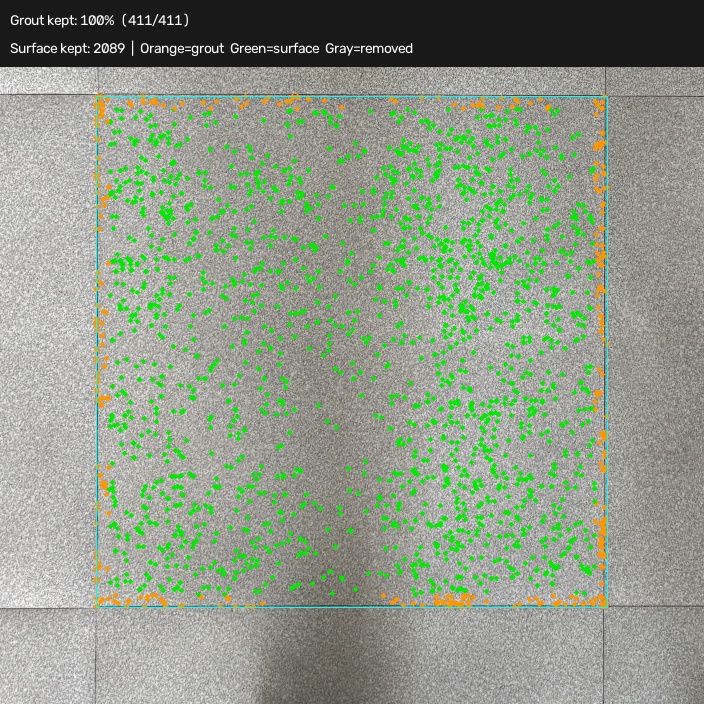 Grout kept: 100%  (411/411)
Surface kept: 2089 | Orange=grout  Green=surface  Gray=removed